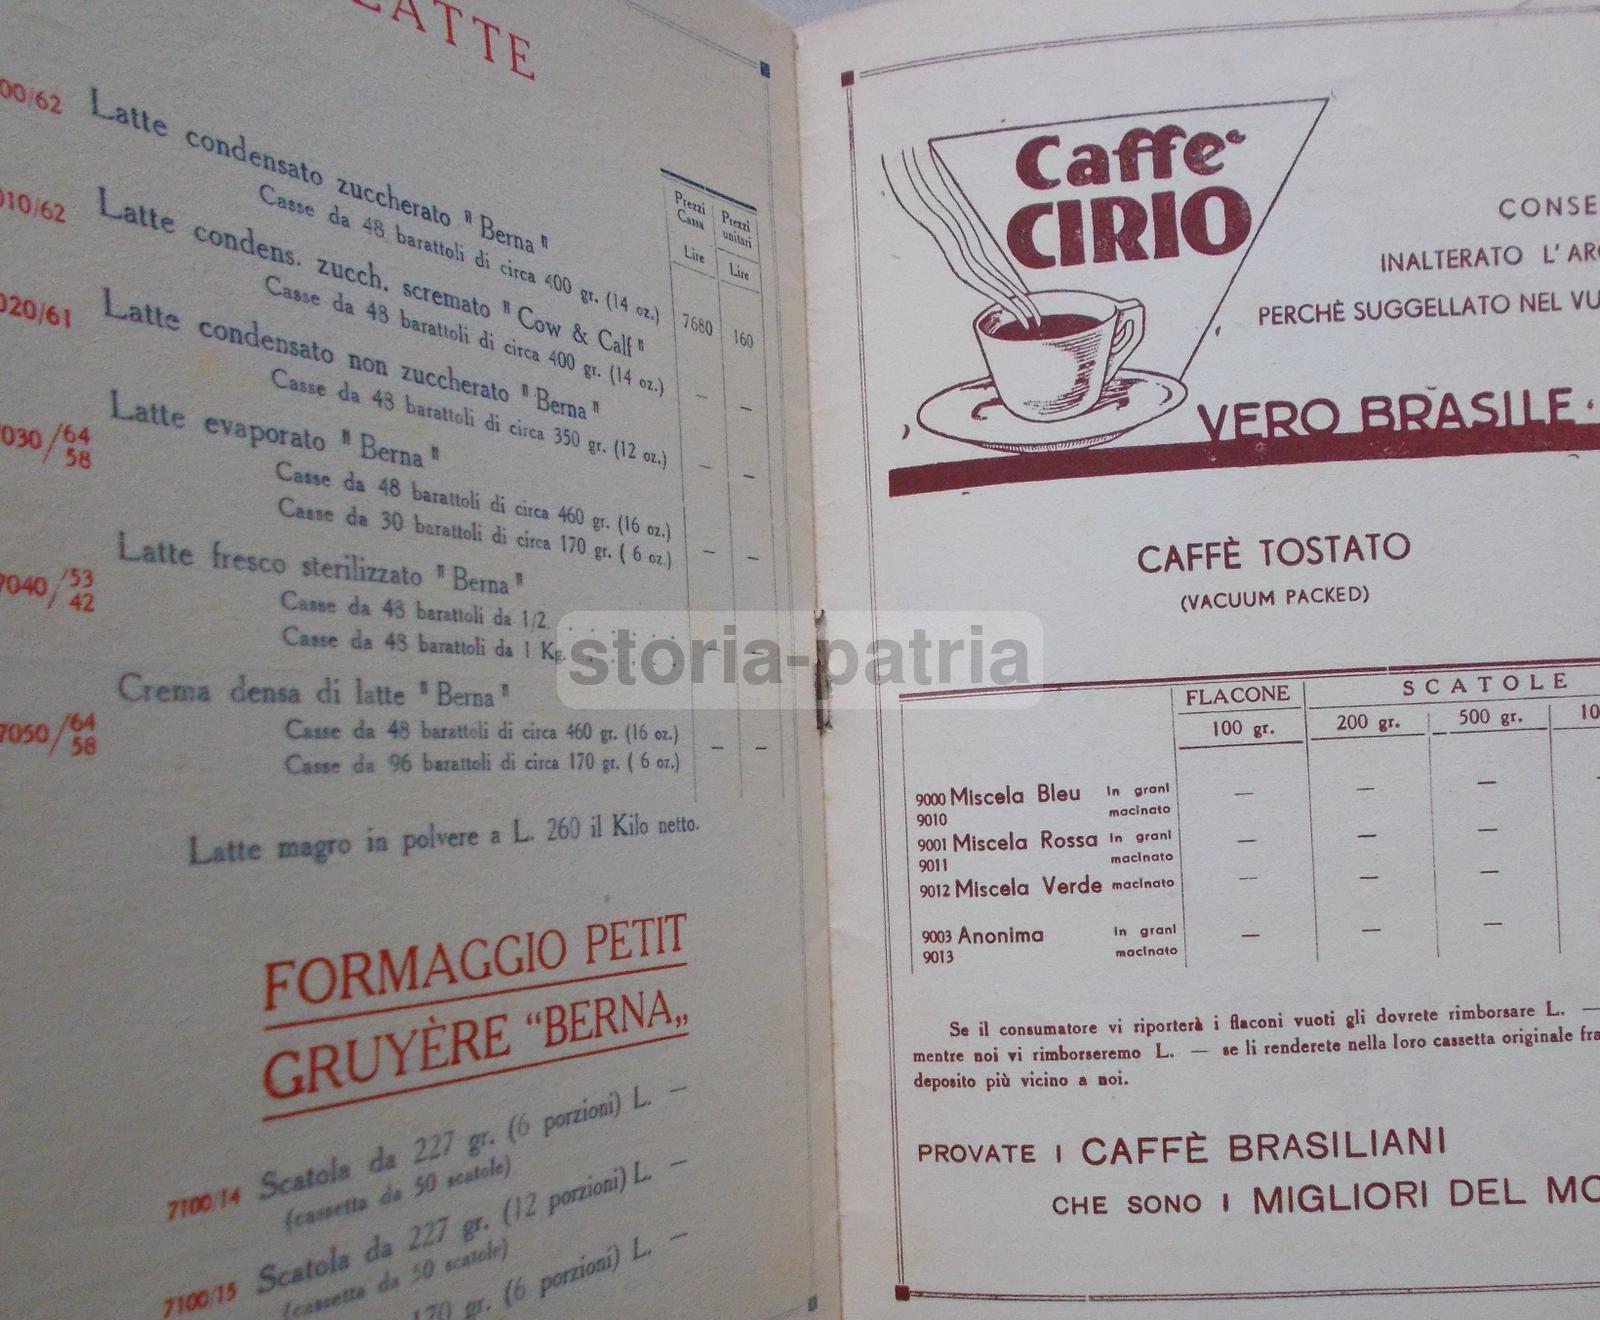 LATTE
00/62 Latte condensato zuccherato "Berna"
Casse da 48 barattoli di circa 400 gr. (14 oz.)
Prezzi Cassa
Prezzi unitari
Lire Lire
7680 160
010/62 Latte condens. zucch. scremato "Cow & Calf"
Casse da 48 barattoli di circa 400 gr. (14 oz.) — —
020/61 Latte condensato non zuccherato "Berna"
Casse da 48 barattoli di circa 350 gr. (12 oz.) — —
7030/64 58 Latte evaporato "Berna"
Casse da 48 barattoli di circa 460 gr. (16 oz.)
Casse da 30 barattoli di circa 170 gr. ( 6 oz.) — —
7040/53 42 Latte fresco sterilizzato "Berna"
Casse da 48 barattoli da 1/2. . . . . . .
Casse da 48 barattoli da 1 Kg. . . . . . — —
7050/64 58 Crema densa di latte "Berna"
Casse da 48 barattoli di circa 460 gr. (16 oz.)
Casse da 96 barattoli di circa 170 gr. ( 6 oz.) — —
Latte magro in polvere a L. 260 il Kilo netto.
FORMAGGIO PETIT
GRUYÈRE “BERNA„
7100/14 Scatola da 227 gr. (6 porzioni) L. —
(cassetta da 50 scatole)
7100/15 Scatola da 227 gr. (12 porzioni) L. —
(cassetta da 50 scatole)
170 gr. (6 porzioni) L. —
storia-patria
Caffè
CIRIO
CONSE
INALTERATO L' ARO
PERCHÈ SUGGELLATO NEL VU
VERO BRASILE
CAFFÈ TOSTATO
(VACUUM PACKED)
FLACONE SCATOLE
100 gr. 200 gr. 500 gr. 10
9000 Miscela Bleu in grani — — —
9010 macinato
9001 Miscela Rossa in grani — — —
9011 macinato
9012 Miscela Verde macinato — — —
9003 Anonima in grani — — —
9013 macinato
Se il consumatore vi riporterà i flaconi vuoti gli dovrete rimborsare L. —
mentre noi vi rimborseremo L. — se li renderete nella loro cassetta originale fra
deposito più vicino a noi.
PROVATE I CAFFÈ BRASILIANI
CHE SONO I MIGLIORI DEL MO